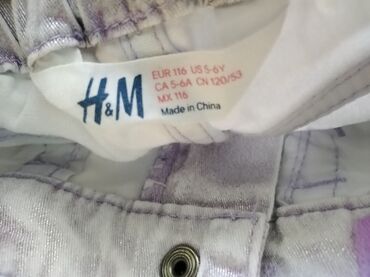 H&M
EUR 116 US 5-6Y
CA 5-6A CN 120/53
MX 116
Made in China